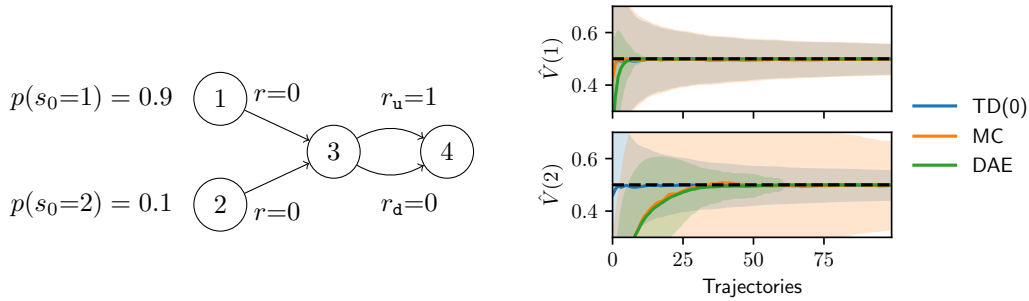 p(s₀=1) = 0.9
1
r=0
p(s₀=2) = 0.1
2
r=0
3
r_u=1
r_d=0
4
V̂(1)
0.6
0.4
V̂(2)
0.6
0.4
0
25
50
75
Trajectories
TD(0)
MC
DAE